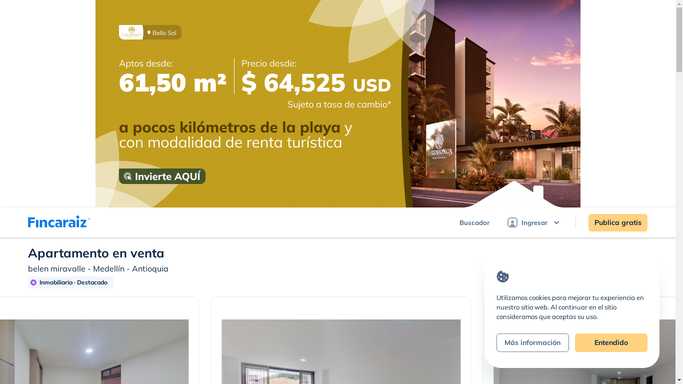 Bello Sol
Aptos desde:
61,50 m²
Precio desde:
$ 64,525 USD
Sujeto a tasa de cambio*
a pocos kilómetros de la playa y
con modalidad de renta turística
Invierte AQUÍ
Fincaraíz
Buscador
Ingresar
Publica gratis
Apartamento en venta
belen miravalle - Medellín - Antioquia
Inmobiliaria · Destacado
Utilizamos cookies para mejorar tu experiencia en
nuestro sitio web. Al continuar en el sitio
consideramos que aceptas su uso.
Más información
Entendido